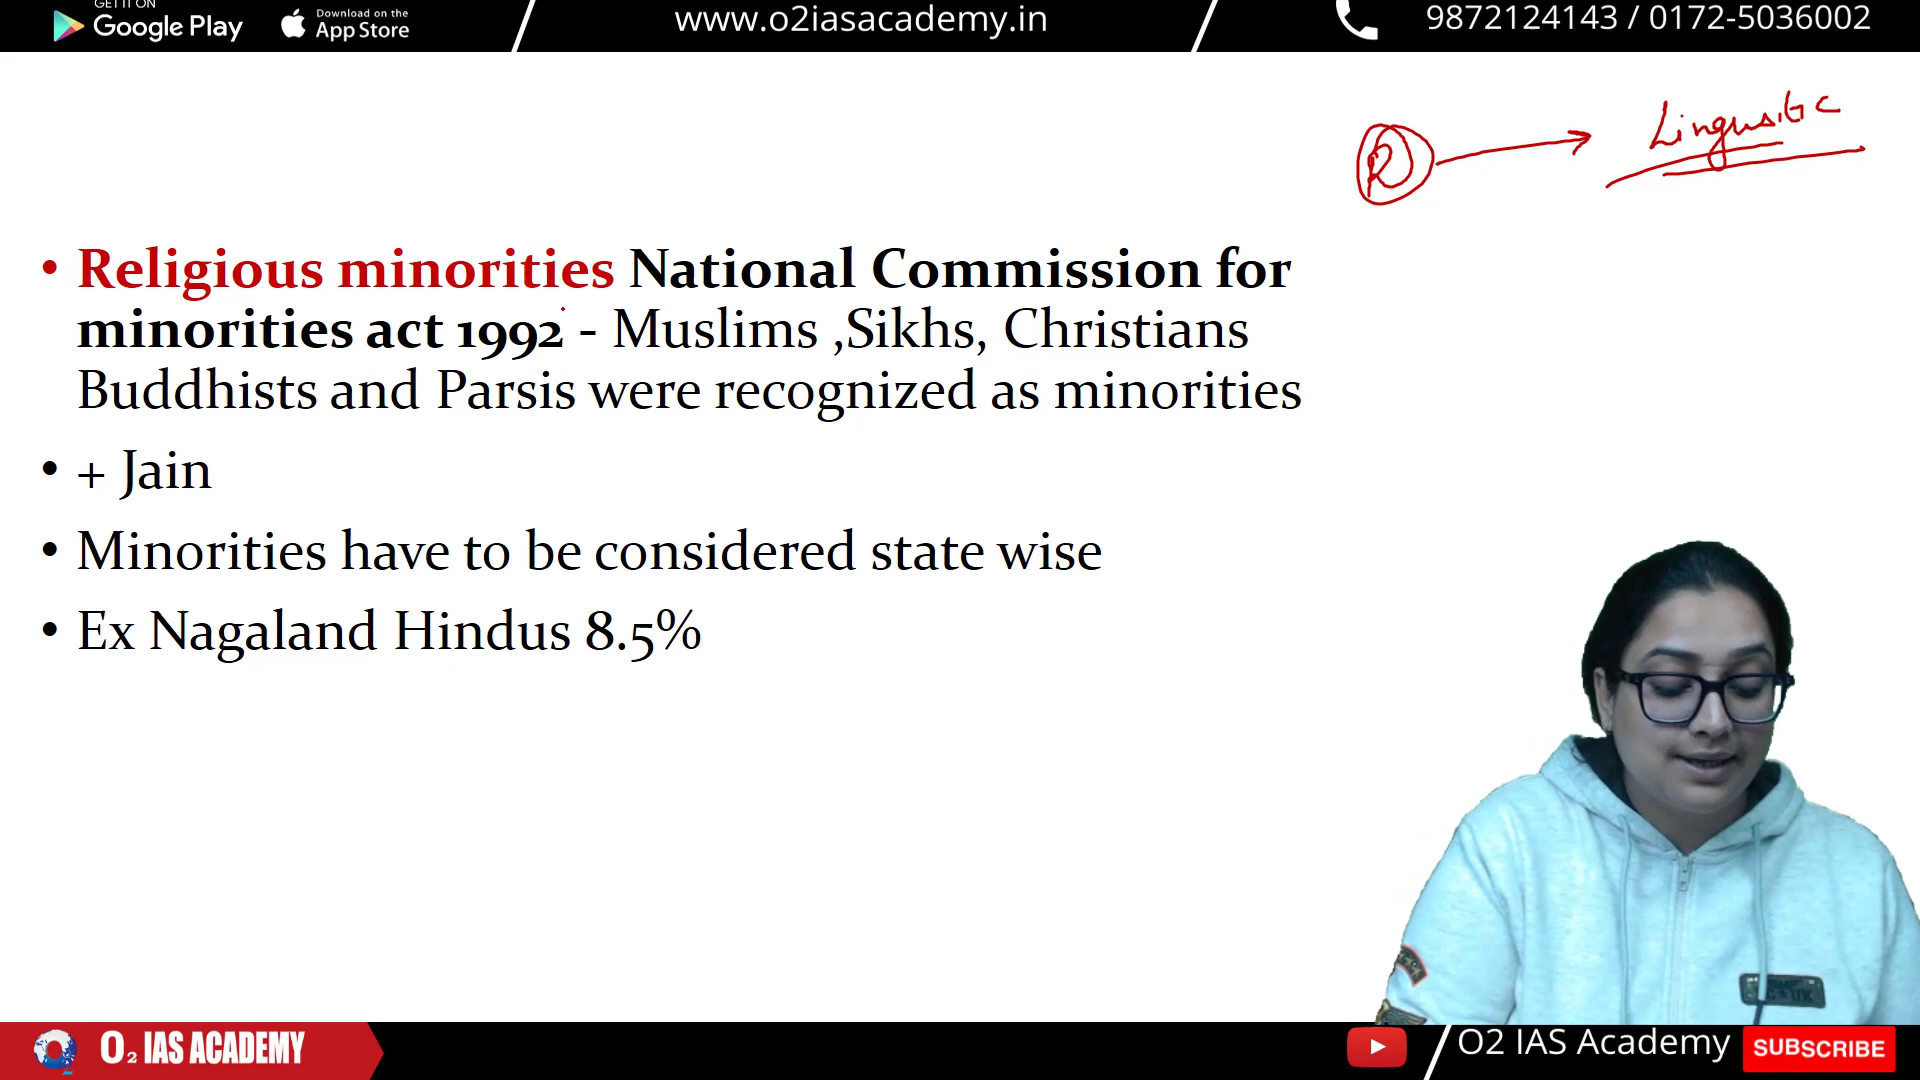 GET IT ON
Google Play
Download on the
App Store
www.o2iasacademy.in
9872124143 / 0172-5036002
R
Lingusitc
• Religious minorities National Commission for
minorities act 1992 - Muslims ,Sikhs, Christians
Buddhists and Parsis were recognized as minorities
• + Jain
• Minorities have to be considered state wise
• Ex Nagaland Hindus 8.5%
O2 IAS ACADEMY
O2 IAS Academy
SUBSCRIBE